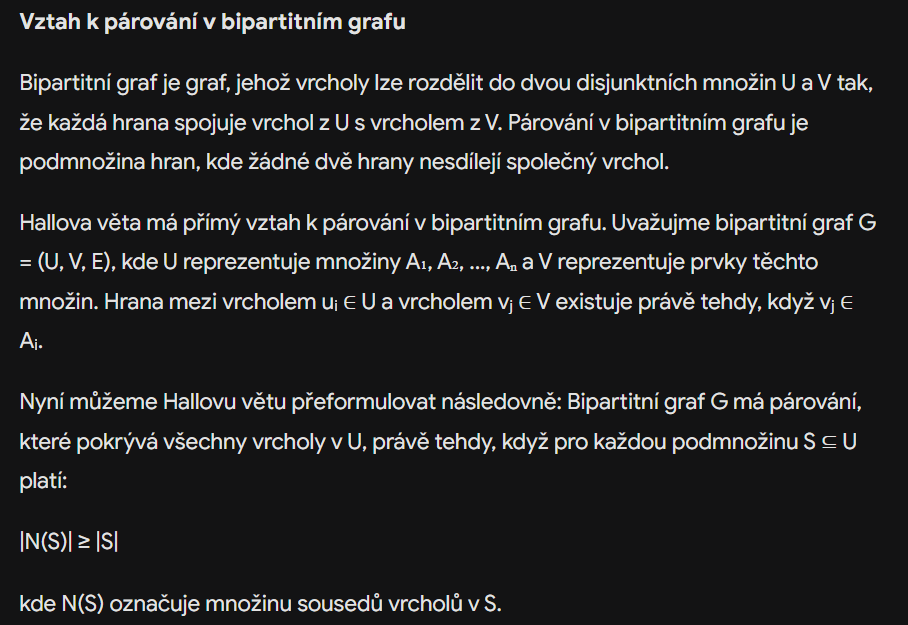 Vztah k párování v bipartitním grafu
Bipartitní graf je graf, jehož vrcholy lze rozdělit do dvou disjunktních množin U a V tak,
že každá hrana spojuje vrchol z U s vrcholem z V. Párování v bipartitním grafu je
podmnožina hran, kde žádné dvě hrany nesdílejí společný vrchol.
Hallova věta má přímý vztah k párování v bipartitním grafu. Uvažujme bipartitní graf G
= (U, V, E), kde U reprezentuje množiny A₁, A₂, ..., Aₙ a V reprezentuje prvky těchto
množin. Hrana mezi vrcholem uᵢ ∈ U a vrcholem vⱼ ∈ V existuje právě tehdy, když vⱼ ∈
Aᵢ.
Nyní můžeme Hallovu větu přeformulovat následovně: Bipartitní graf G má párování,
které pokrývá všechny vrcholy v U, právě tehdy, když pro každou podmnožinu S ⊆ U
platí:
|N(S)| ≥ |S|
kde N(S) označuje množinu sousedů vrcholů v S.